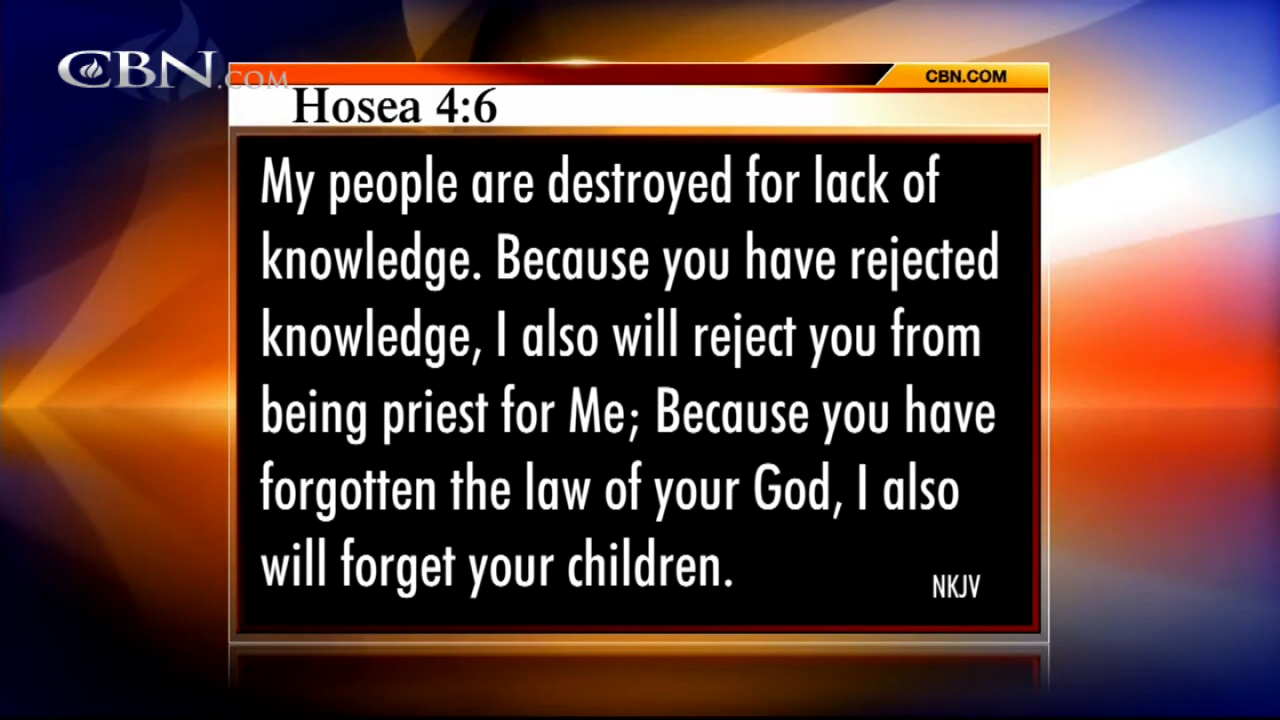 CBN.COM
CBN.COM
Hosea 4:6
My people are destroyed for lack of
knowledge. Because you have rejected
knowledge, I also will reject you from
being priest for Me; Because you have
forgotten the law of your God, I also
will forget your children.
NKJV